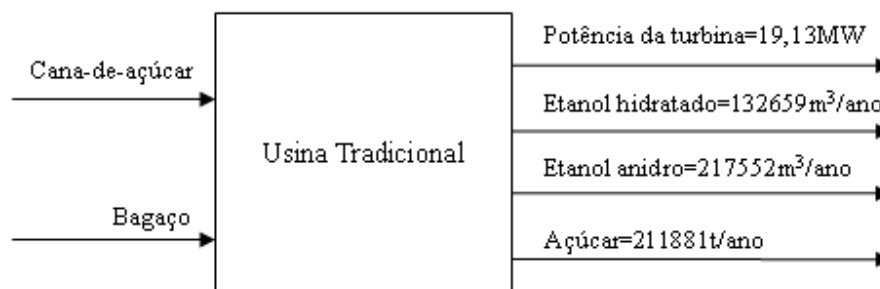 Cana-de-açúcar
Bagaço
Usina Tradicional
Potência da turbina=19,13MW
Etanol hidratado=132659m³/ano
Etanol anidro=217552m³/ano
Açúcar=211881t/ano